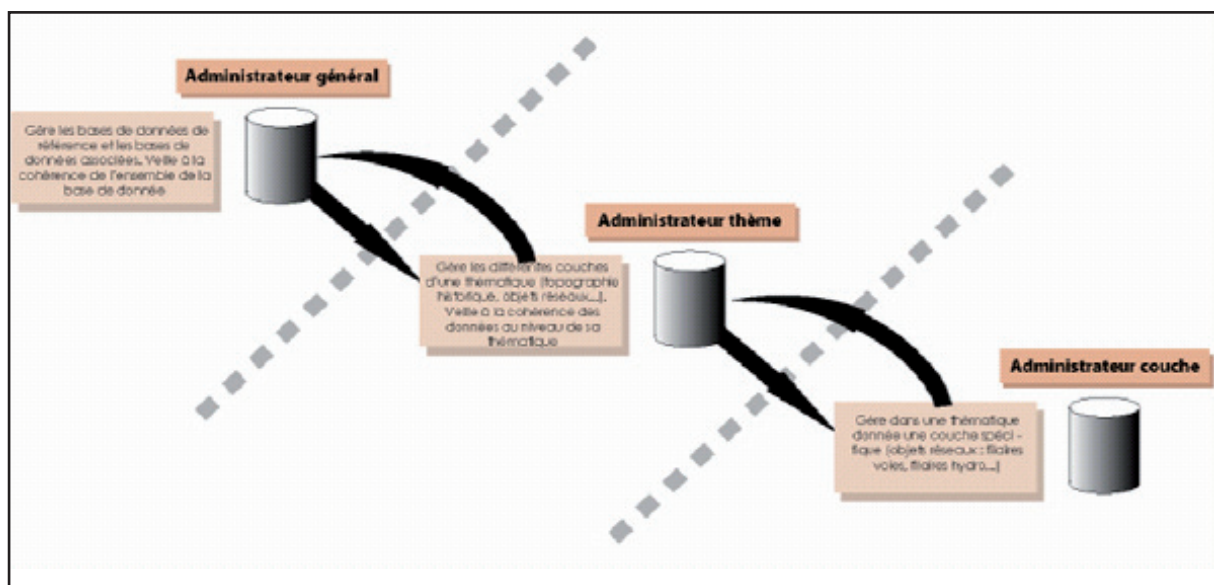 Administrateur général
Gère les bases de données de
référence et les bases de
données associées. Veille à la
cohérence de l'ensemble de la
base de donnée
Administrateur thème
Gère les différentes couches
d'une thématique (topographie
historique, objets réseaux...).
Veille à la cohérence des
données au niveau de sa
thématique
Administrateur couche
Gère dans une thématique
donnée une couche spéci -
fique (objets réseaux : filaires
voies, filaires hydro...)